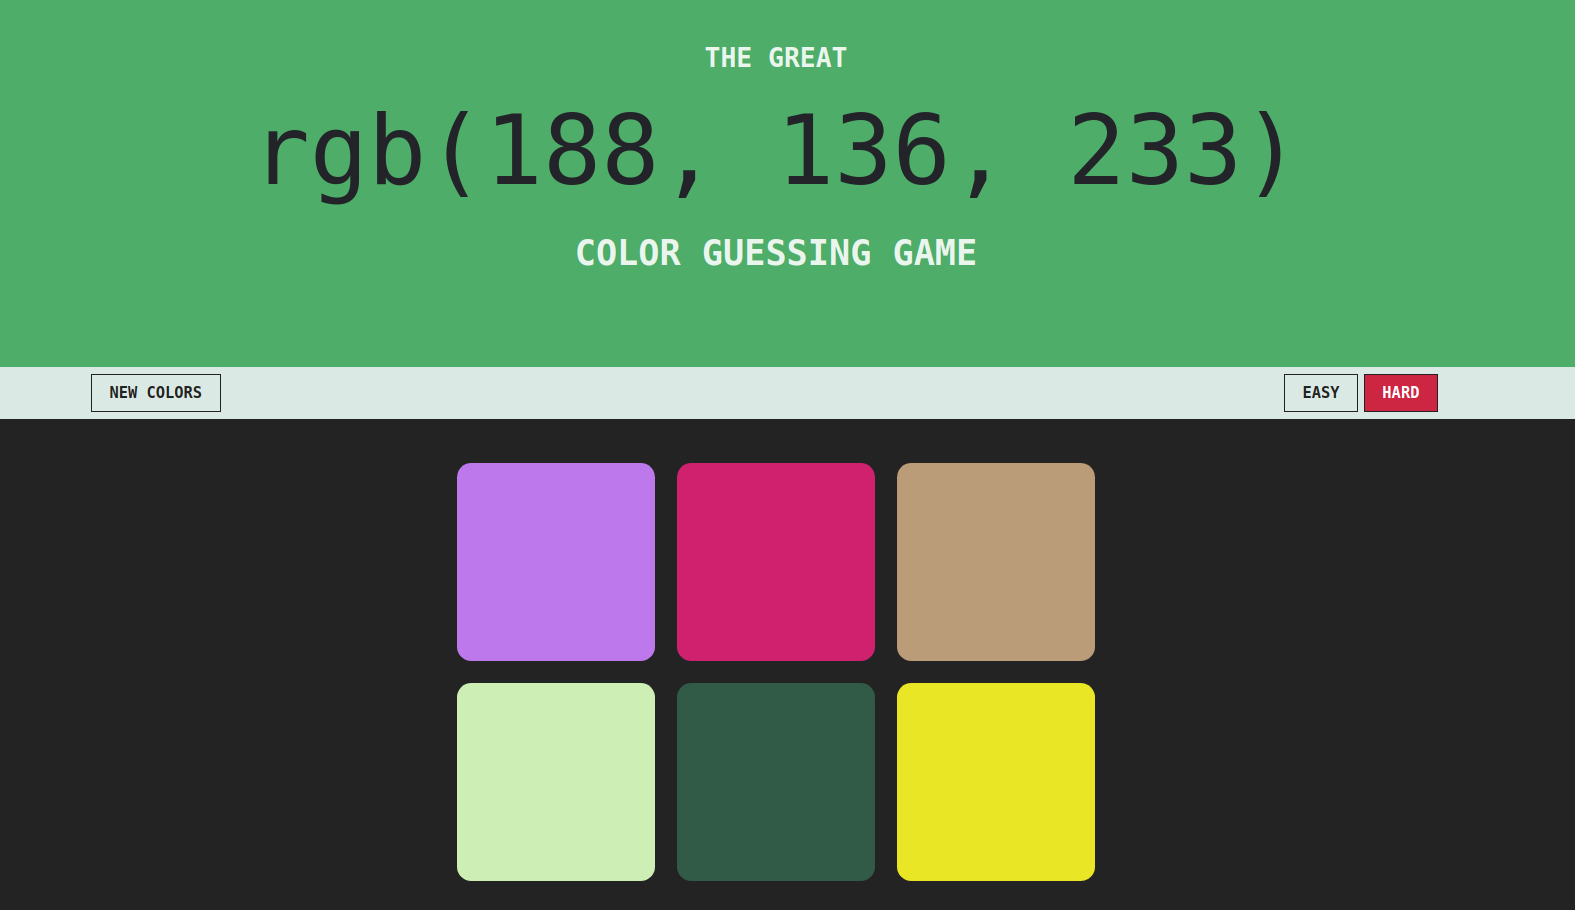 THE GREAT
rgb(188, 136, 233)
COLOR GUESSING GAME
NEW COLORS EASY HARD